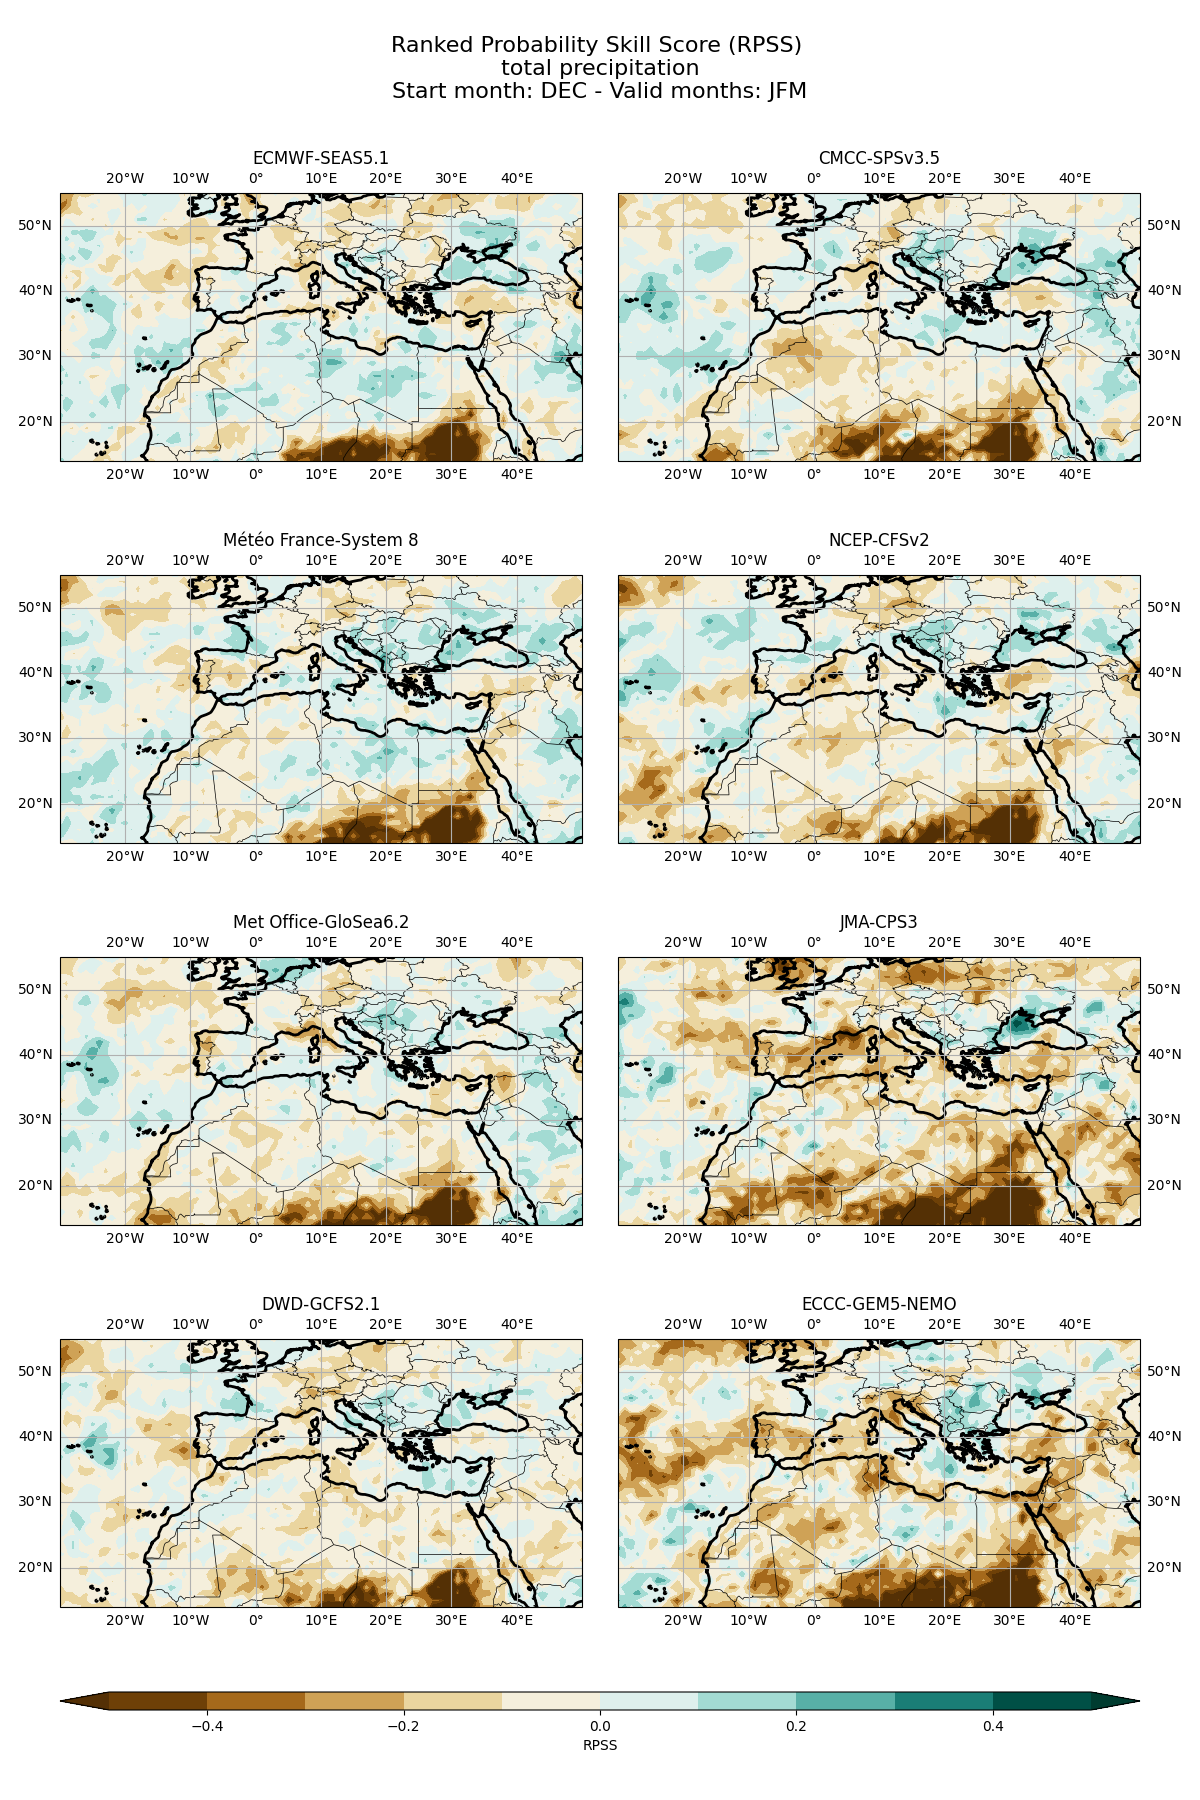 Ranked Probability Skill Score (RPSS)
total precipitation
Start month: DEC - Valid months: JFM
ECMWF-SEAS5.1
20°W 10°W 0° 10°E 20°E 30°E 40°E
50°N
40°N
30°N
20°N
20°W 10°W 0° 10°E 20°E 30°E 40°E
CMCC-SPSv3.5
20°W 10°W 0° 10°E 20°E 30°E 40°E
50°N
40°N
30°N
20°N
20°W 10°W 0° 10°E 20°E 30°E 40°E
Météo France-System 8
20°W 10°W 0° 10°E 20°E 30°E 40°E
50°N
40°N
30°N
20°N
20°W 10°W 0° 10°E 20°E 30°E 40°E
NCEP-CFSv2
20°W 10°W 0° 10°E 20°E 30°E 40°E
50°N
40°N
30°N
20°N
20°W 10°W 0° 10°E 20°E 30°E 40°E
Met Office-GloSea6.2
20°W 10°W 0° 10°E 20°E 30°E 40°E
50°N
40°N
30°N
20°N
20°W 10°W 0° 10°E 20°E 30°E 40°E
JMA-CPS3
20°W 10°W 0° 10°E 20°E 30°E 40°E
50°N
40°N
30°N
20°N
20°W 10°W 0° 10°E 20°E 30°E 40°E
DWD-GCFS2.1
20°W 10°W 0° 10°E 20°E 30°E 40°E
50°N
40°N
30°N
20°N
20°W 10°W 0° 10°E 20°E 30°E 40°E
ECCC-GEM5-NEMO
20°W 10°W 0° 10°E 20°E 30°E 40°E
50°N
40°N
30°N
20°N
20°W 10°W 0° 10°E 20°E 30°E 40°E
−0.4 −0.2 0.0 0.2 0.4
RPSS